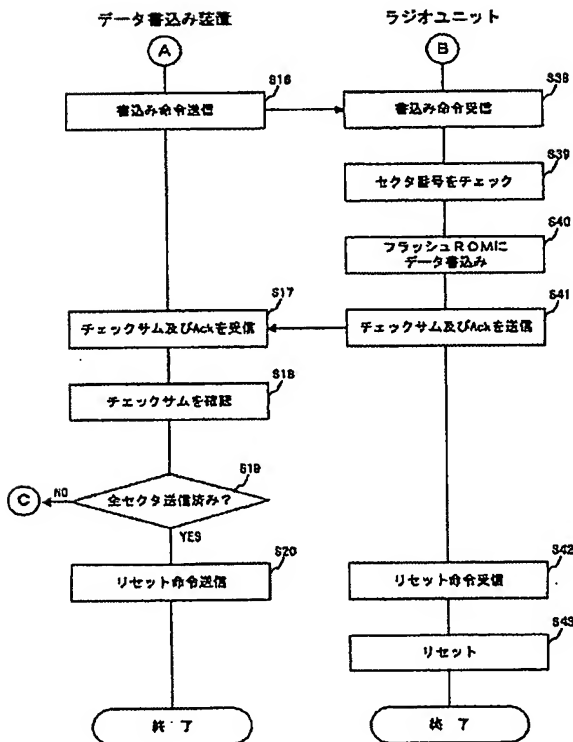 データ書込み装置
ラジオユニット
A
B
S16
書込み命令送信
S38
書込み命令受信
S39
セクタ番号をチェック
S40
フラッシュROMに
データ書込み
S17
チェックサム及びAckを受信
S41
チェックサム及びAckを送信
S18
チェックサムを確認
S19
全セクタ送信済み?
NO
C
YES
S20
リセット命令送信
S42
リセット命令受信
S43
リセット
終了
終了